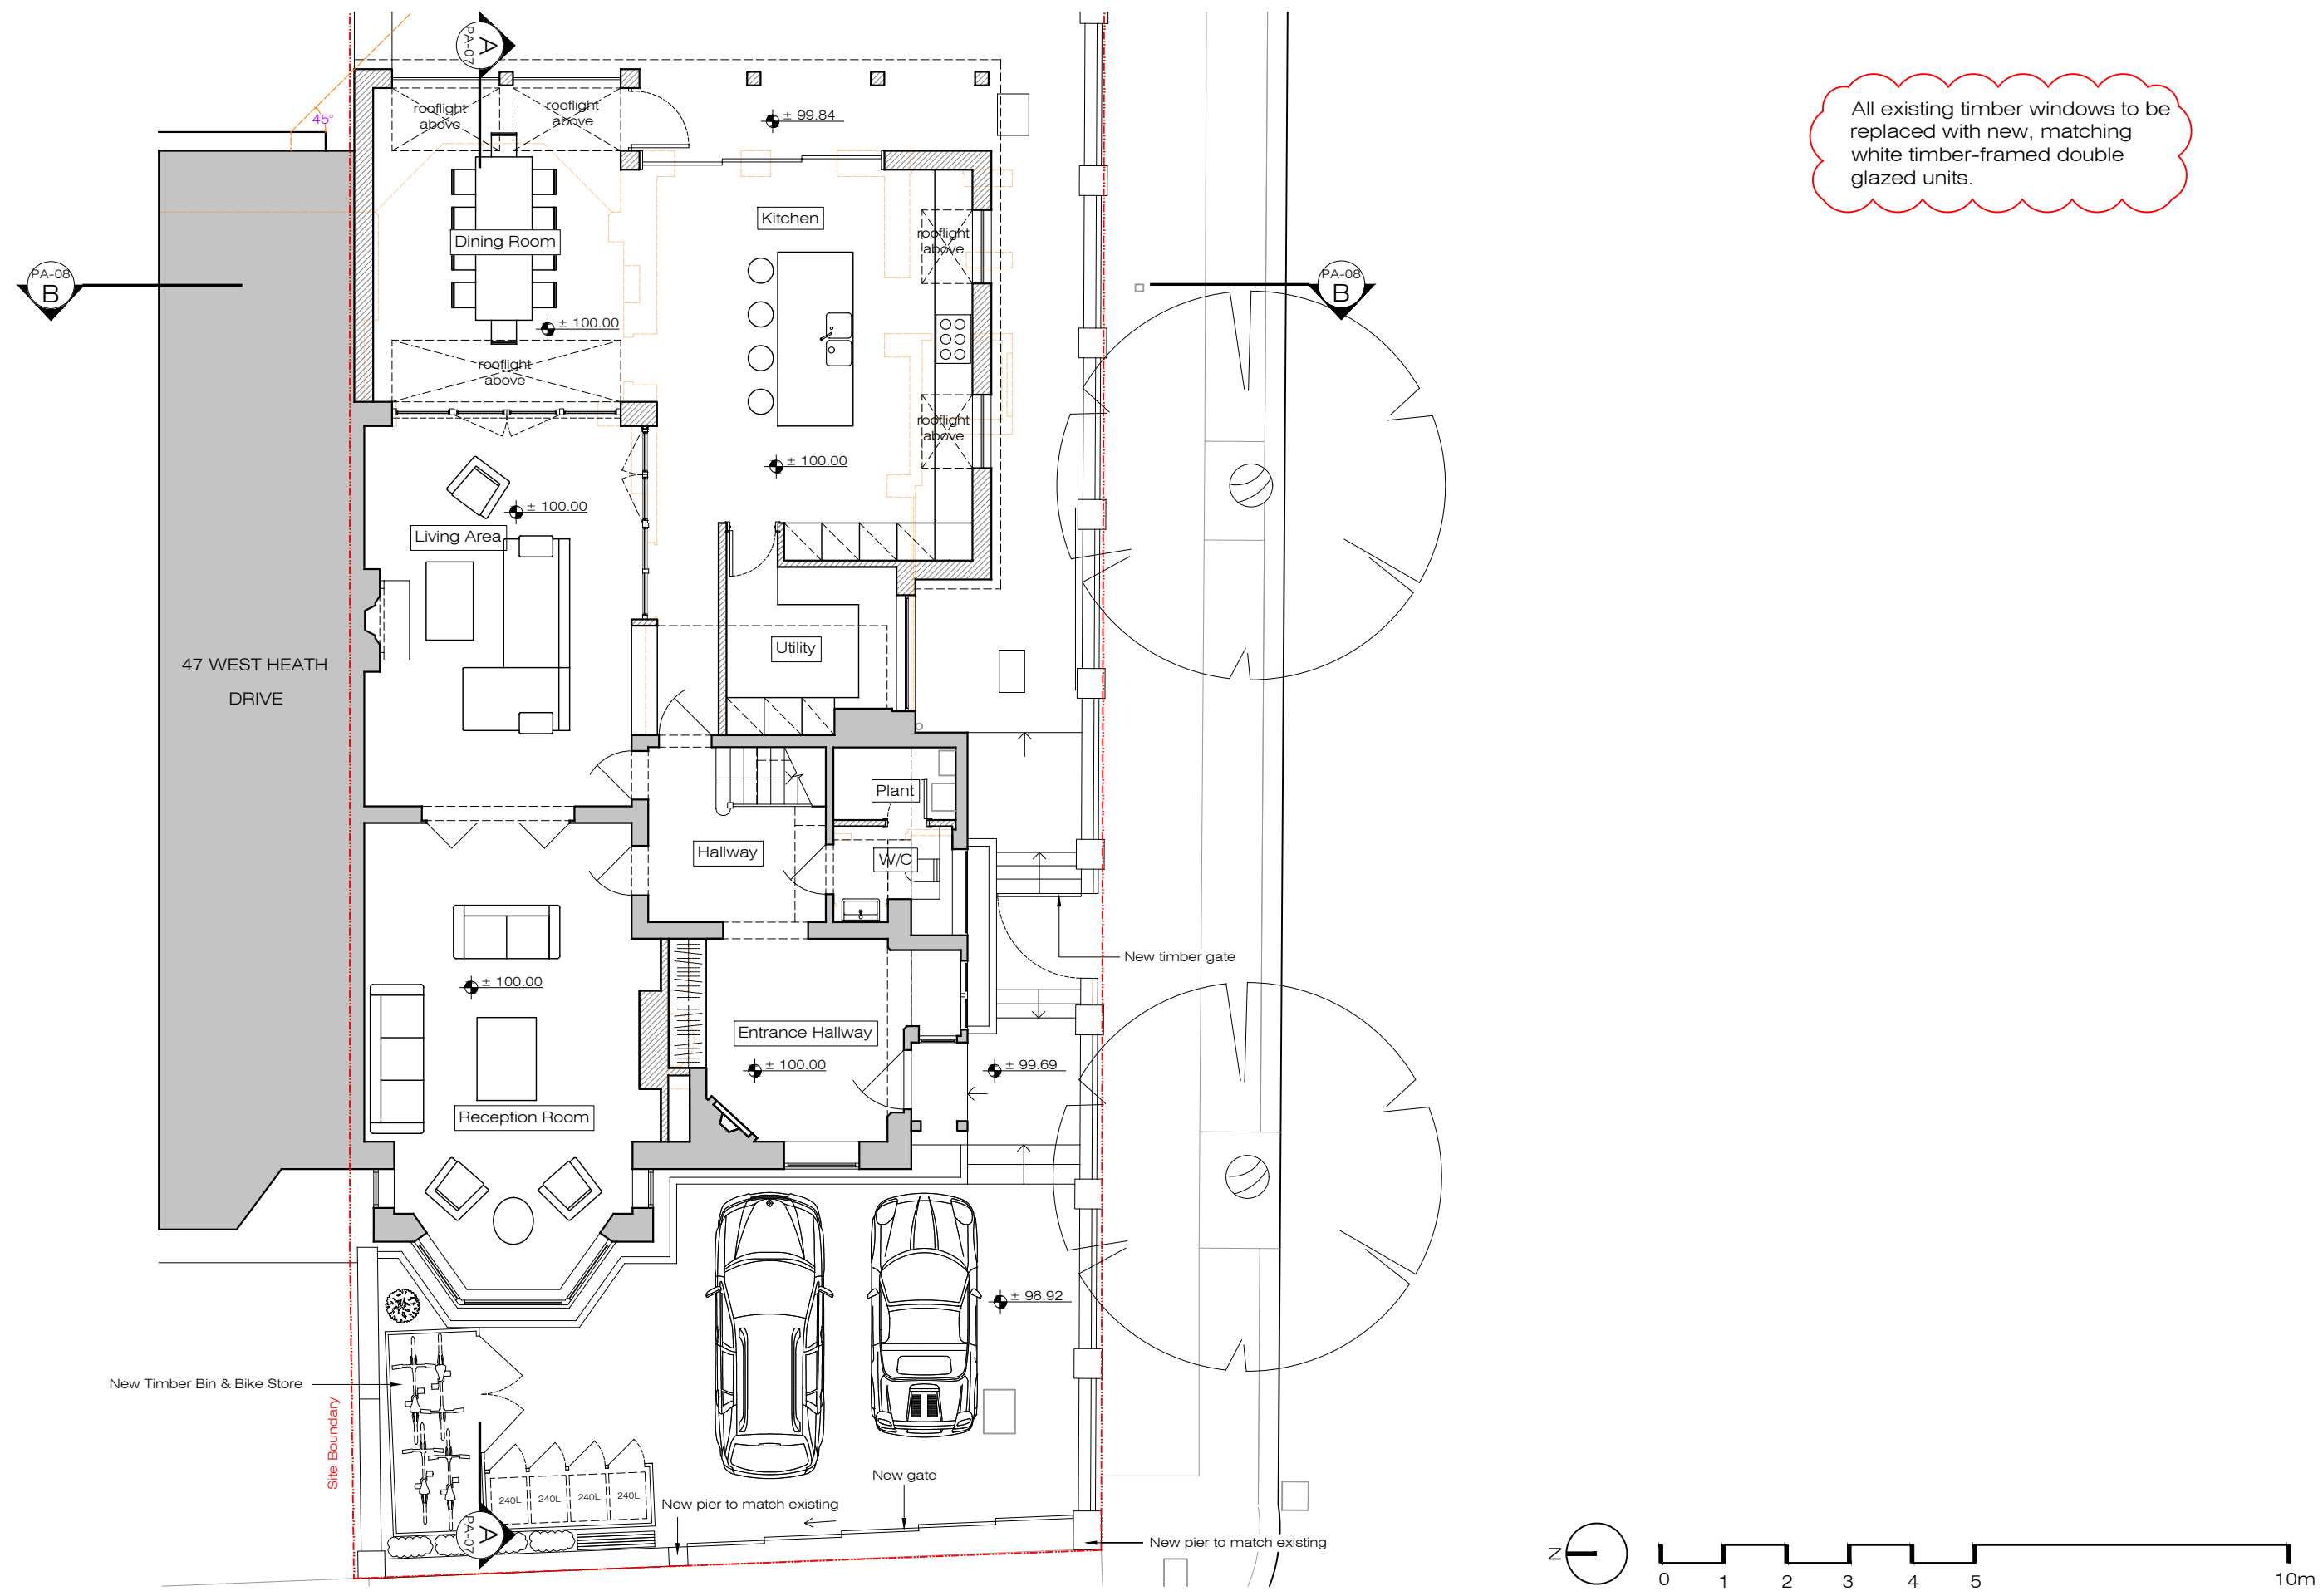 A
PA-07
All existing timber windows to be
replaced with new, matching
white timber-framed double
glazed units.
rooflight
above
rooflight
above
± 99.84
45°
Kitchen
Dining Room
rooflight
above
PA-08
B
PA-08
B
± 100.00
rooflight
above
rooflight
above
± 100.00
± 100.00
Living Area
Utility
47 WEST HEATH
DRIVE
Plant
Hallway
W/C
New timber gate
± 100.00
Entrance Hallway
± 100.00
± 99.69
Reception Room
± 98.92
New Timber Bin & Bike Store
Site Boundary
New gate
240L
240L
240L
240L
New pier to match existing
A
PA-07
New pier to match existing
N
0 1 2 3 4 5 10m